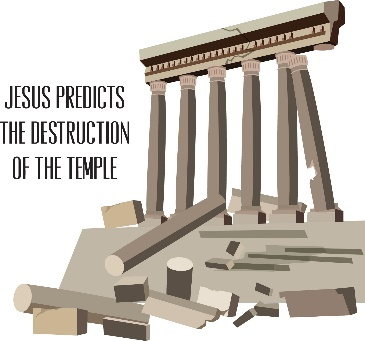 JESUS PREDICTS
THE DESTRUCTION
OF THE TEMPLE